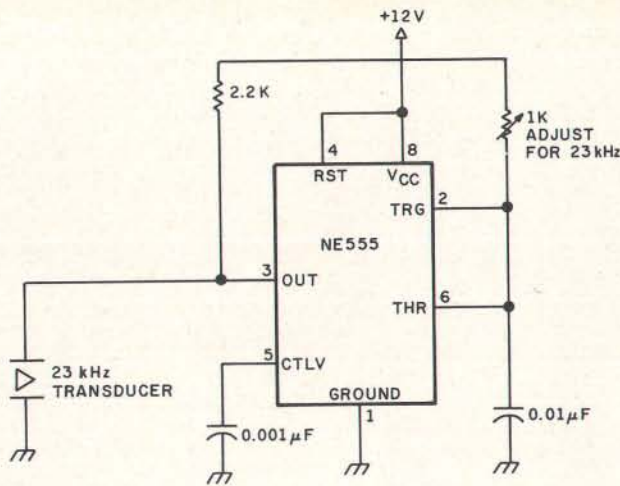 +12V
2.2K
1K
ADJUST
FOR 23kHz
4
8
RST
VCC
TRG
2
NE555
3
OUT
THR
6
23 kHz
TRANSDUCER
5
CTLV
GROUND
1
0.001µF
0.01µF